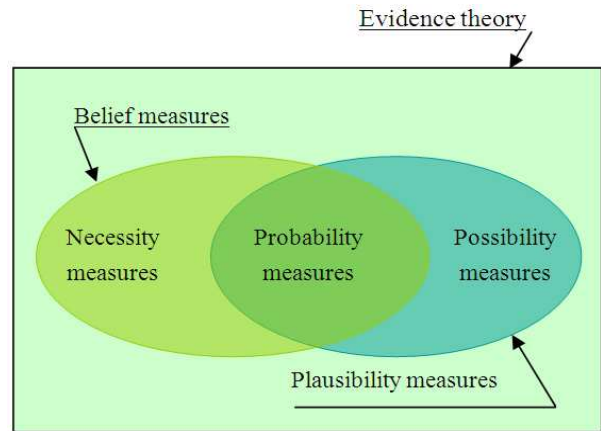 Evidence theory
Belief measures
Necessity
measures
Probability
measures
Possibility
measures
Plausibility measures